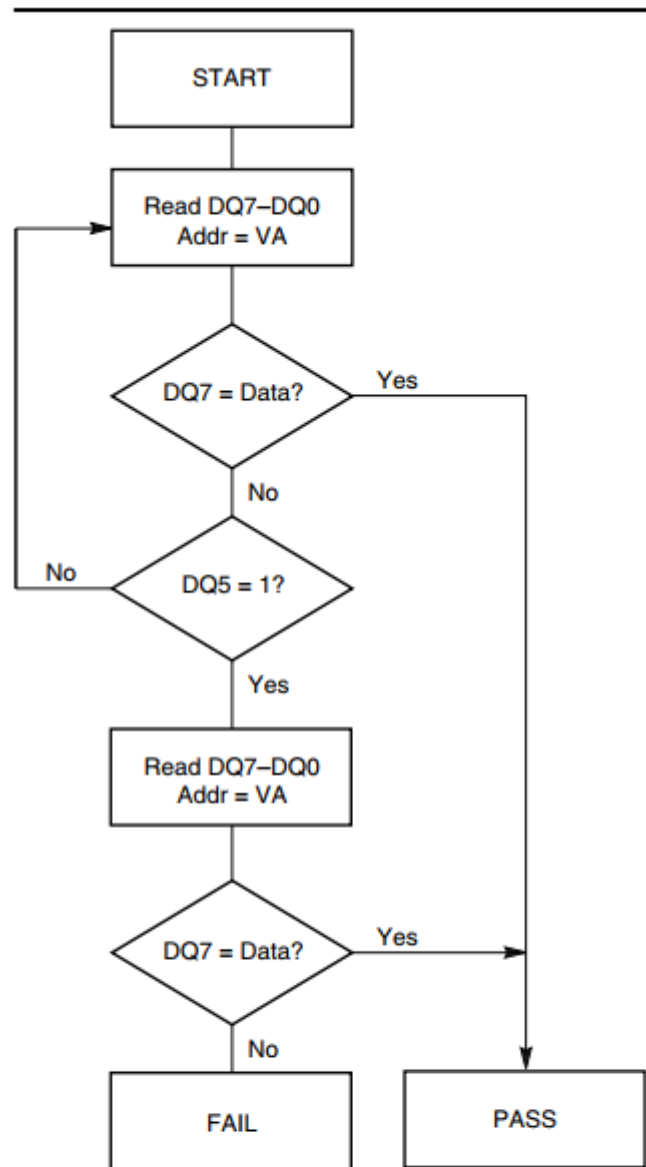 START
Read DQ7–DQ0
Addr = VA
DQ7 = Data?
Yes
No
DQ5 = 1?
No
Yes
Read DQ7–DQ0
Addr = VA
DQ7 = Data?
Yes
No
FAIL
PASS